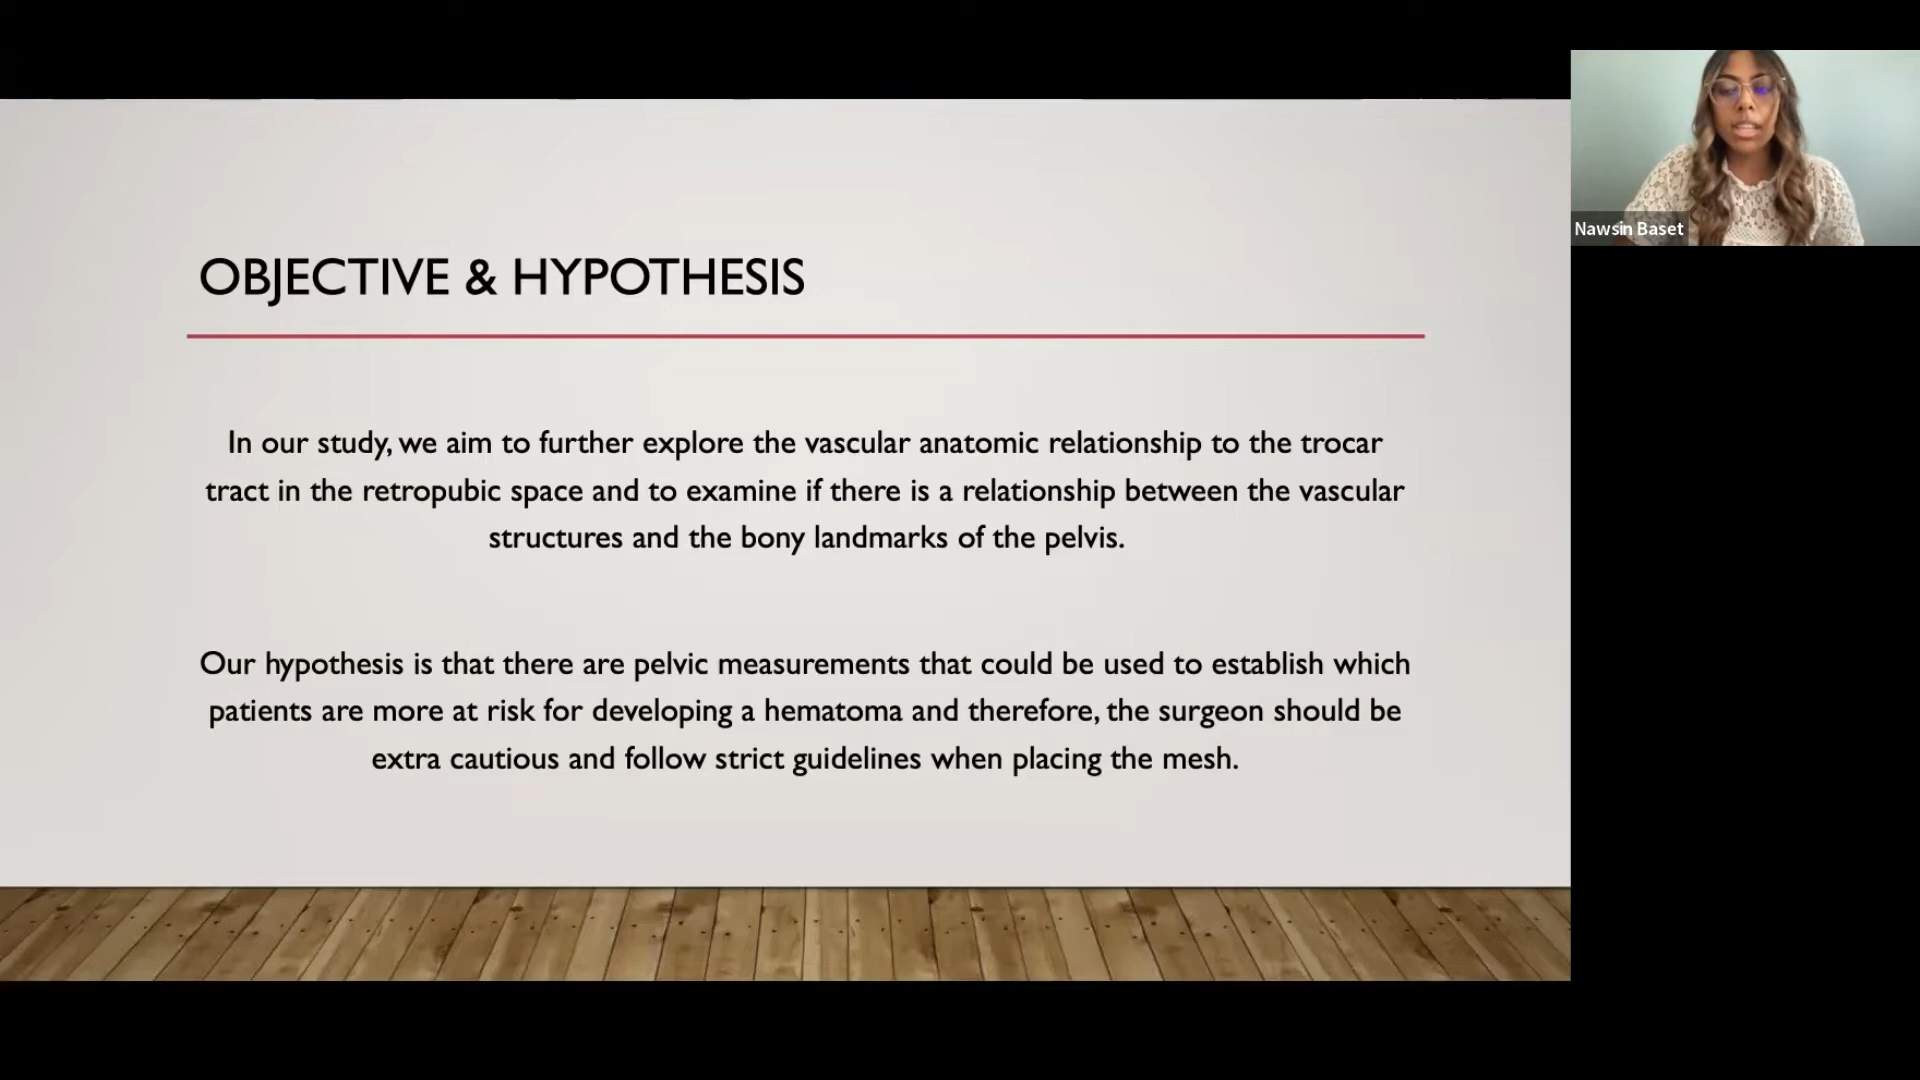 OBJECTIVE & HYPOTHESIS
In our study, we aim to further explore the vascular anatomic relationship to the trocar
tract in the retropubic space and to examine if there is a relationship between the vascular
structures and the bony landmarks of the pelvis.
Our hypothesis is that there are pelvic measurements that could be used to establish which
patients are more at risk for developing a hematoma and therefore, the surgeon should be
extra cautious and follow strict guidelines when placing the mesh.
Nawsin Baset